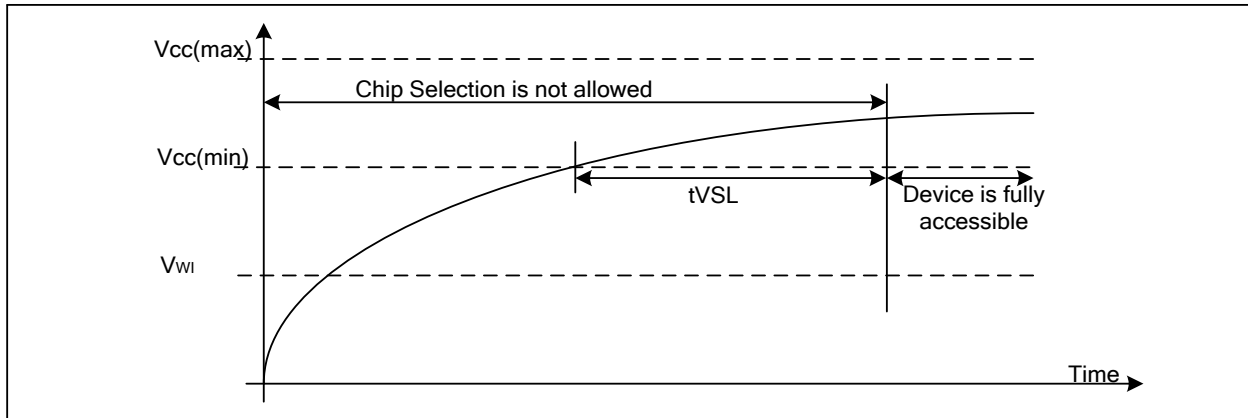 Vcc(max)
Chip Selection is not allowed
Vcc(min)
tVSL
Device is fully
accessible
VWI
Time